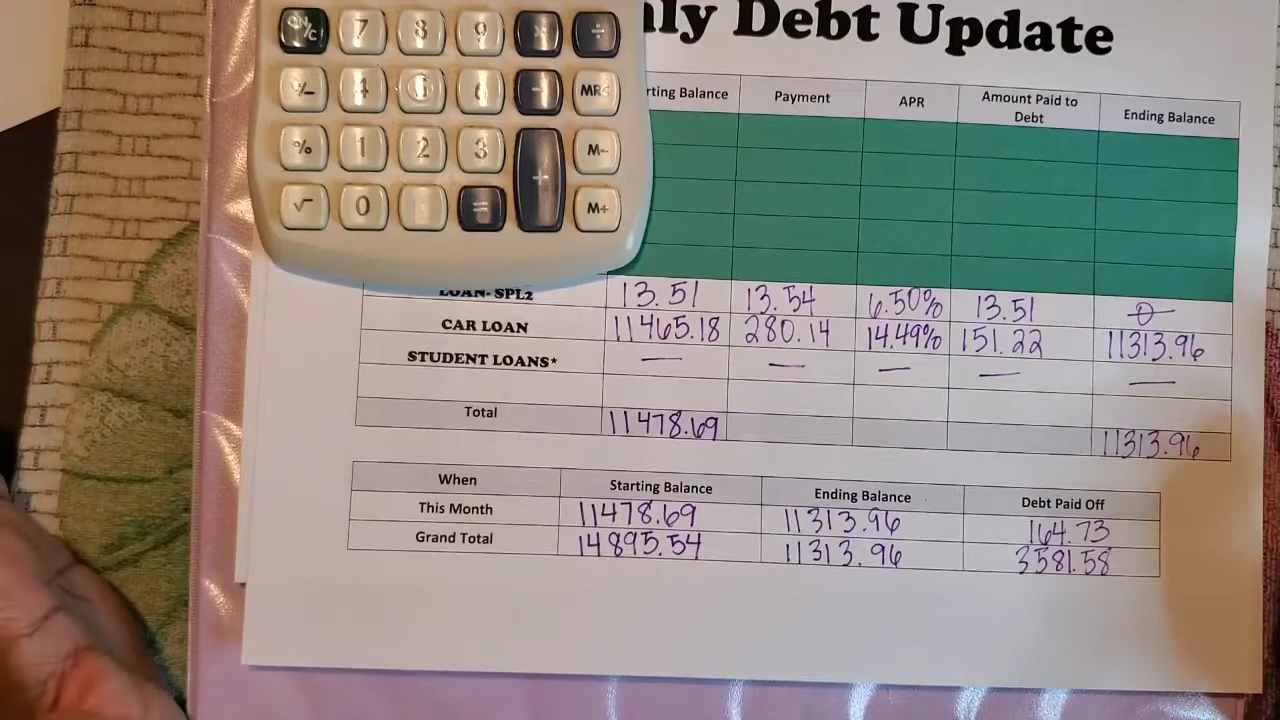 ON/C 7 8 9 × ÷
+/- 4 5 6 - MRC
% 1 2 3 M-
√ 0 . = + M+
Debt Update
Payment APR Amount Paid to Debt Ending Balance
LOAN- SPL2 13.51 13.54 6.50% 13.51 0
CAR LOAN 11465.18 280.14 14.49% 151.22 11313.96
STUDENT LOANS* — — — — —
Total 11478.69 11313.96
When Starting Balance Ending Balance Debt Paid Off
This Month 11478.69 11313.96 164.73
Grand Total 14895.54 11313.96 3581.58